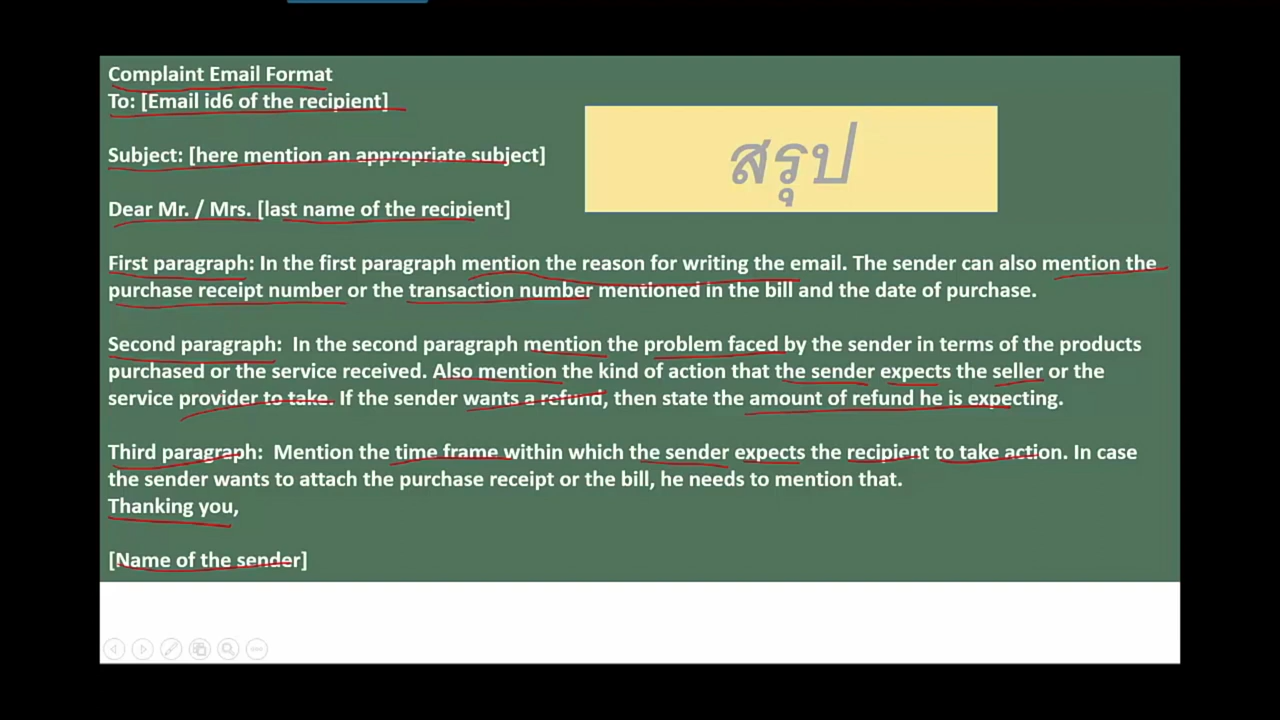 Complaint Email Format
To: [Email id6 of the recipient]
สรุป
Subject: [here mention an appropriate subject]
Dear Mr. / Mrs. [last name of the recipient]
First paragraph: In the first paragraph mention the reason for writing the email. The sender can also mention the
purchase receipt number or the transaction number mentioned in the bill and the date of purchase.
Second paragraph:  In the second paragraph mention the problem faced by the sender in terms of the products
purchased or the service received. Also mention the kind of action that the sender expects the seller or the
service provider to take. If the sender wants a refund, then state the amount of refund he is expecting.
Third paragraph:  Mention the time frame within which the sender expects the recipient to take action. In case
the sender wants to attach the purchase receipt or the bill, he needs to mention that.
Thanking you,
[Name of the sender]